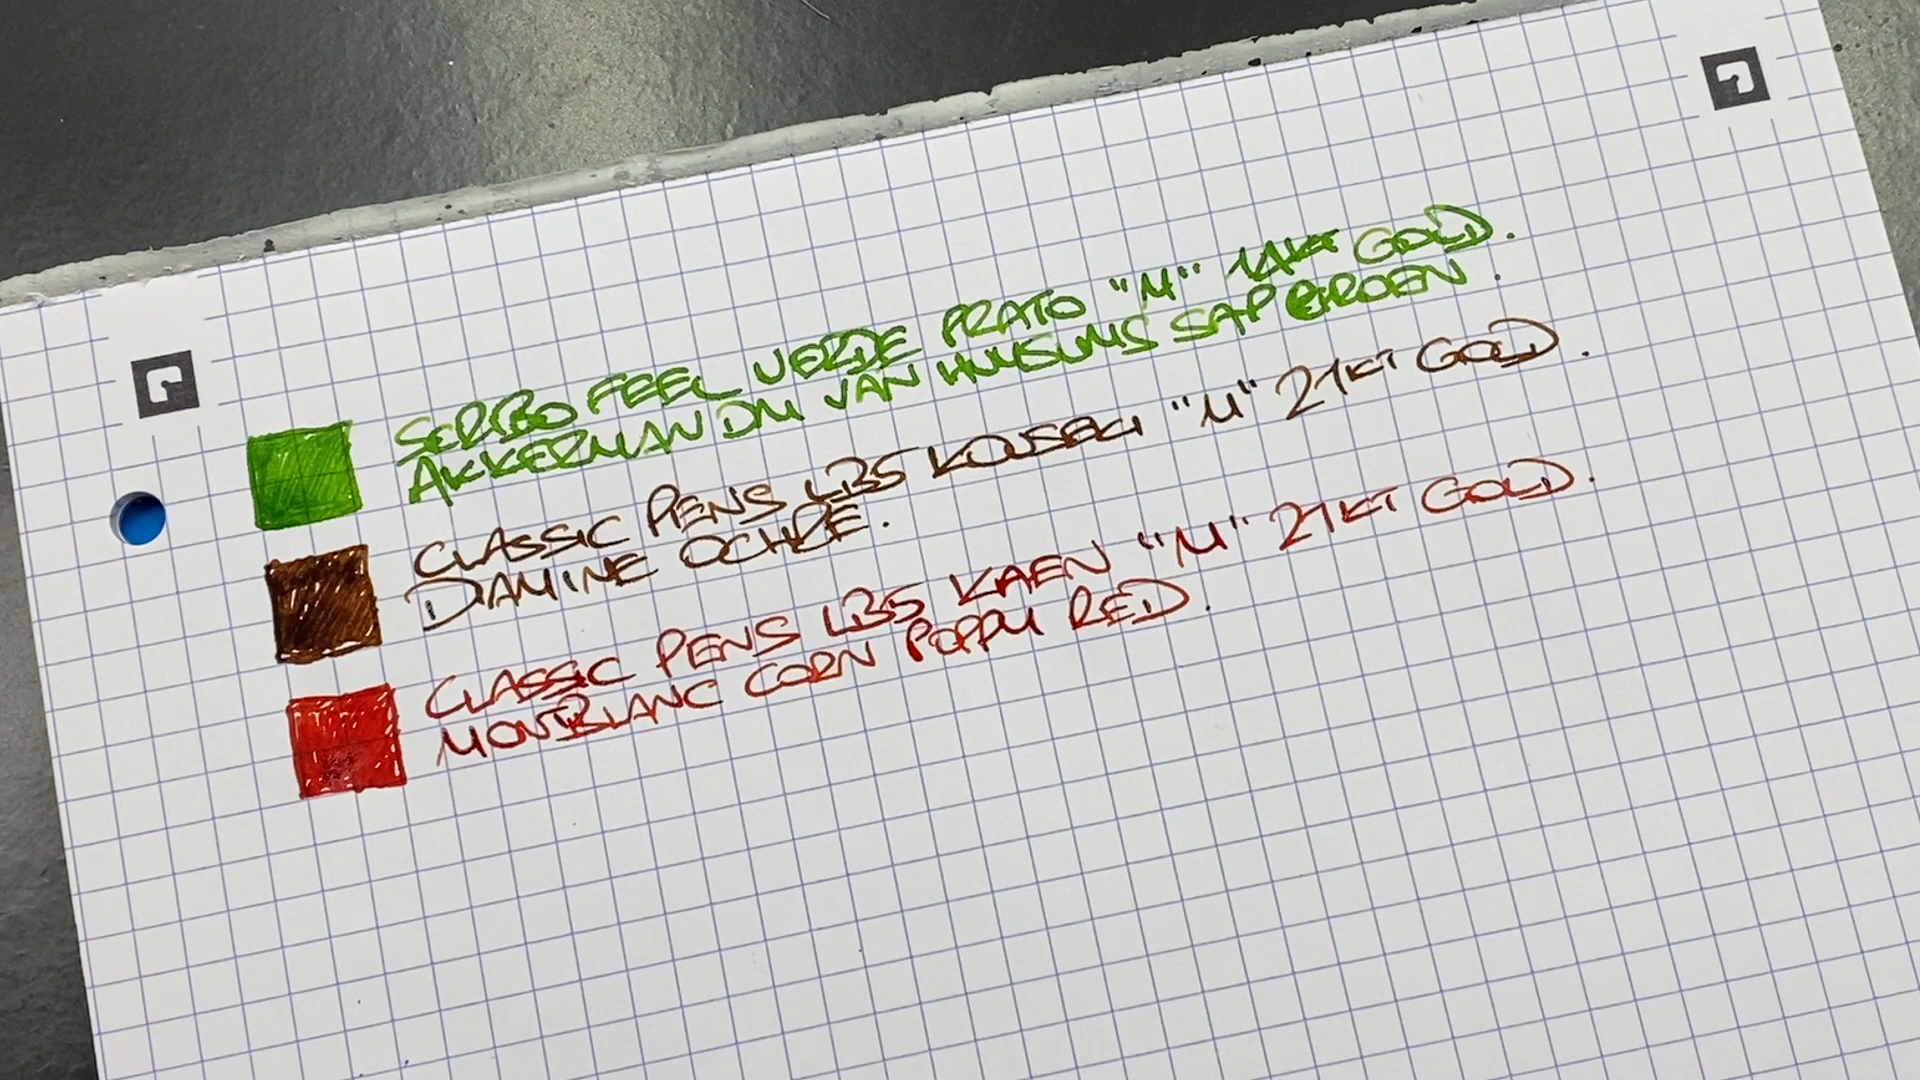 SCRIBO FEEL VERDE PRATO "M" 14KT GOLD.
AKKERMAN DM VAN HUYSUMS SAP GROEN.
CLASSIC PENS LB5 KOUSEKI "M" 21KT GOLD.
DIAMINE OCHRE.
CLASSIC PENS LB5 KAEN "M" 21KT GOLD.
MONTBLANC CORN POPPY RED.